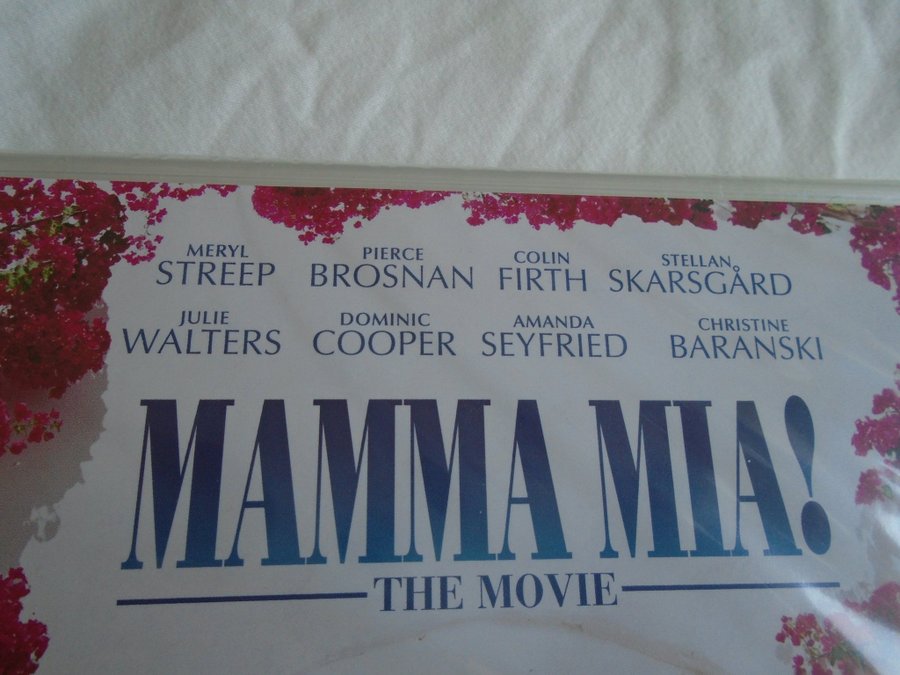 MERYL PIERCE COLIN STELLAN
STREEP BROSNAN FIRTH SKARSGÅRD
JULIE DOMINIC AMANDA CHRISTINE
WALTERS COOPER SEYFRIED BARANSKI
MAMMA MIA!
THE MOVIE